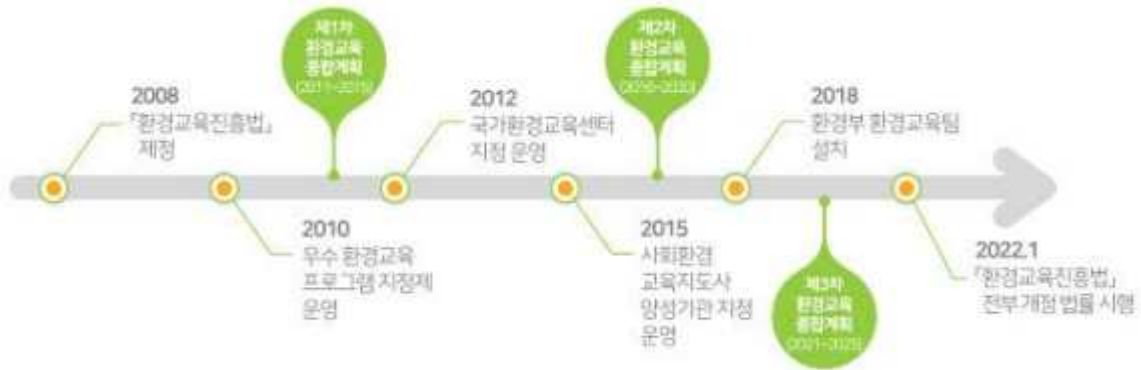 2008
「환경교육진흥법」
제정
제1차
환경교육
종합계획
(2011~2015)
2012
국가환경교육센터
지정 운영
제2차
환경교육
종합계획
(2016~2020)
2018
환경부 환경교육팀
설치
2010
우수 환경교육
프로그램 지정제
운영
2015
사회환경
교육지도사
양성기관 지정
운영
제3차
환경교육
종합계획
(2021~2025)
2022.1
「환경교육진흥법」
전부 개정 법률 시행